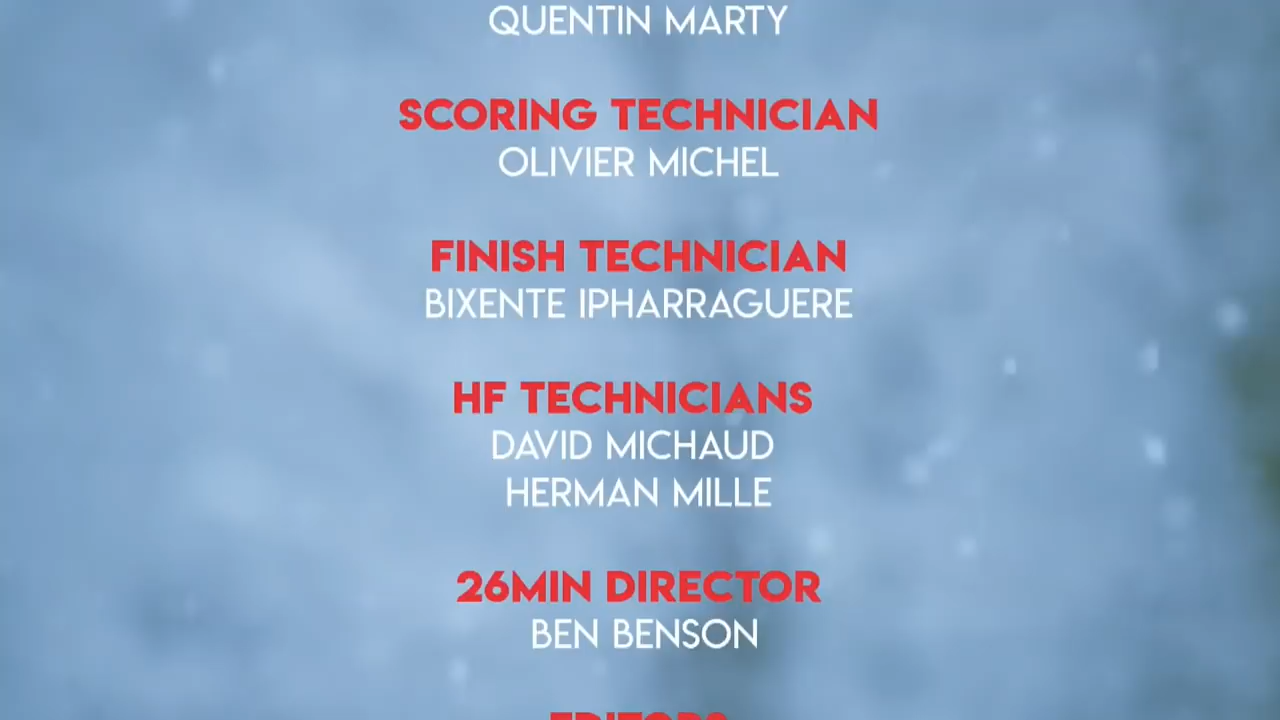 QUENTIN MARTY
SCORING TECHNICIAN
OLIVIER MICHEL
FINISH TECHNICIAN
BIXENTE IPHARRAGUERE
HF TECHNICIANS
DAVID MICHAUD
HERMAN MILLE
26MIN DIRECTOR
BEN BENSON
EDITORS